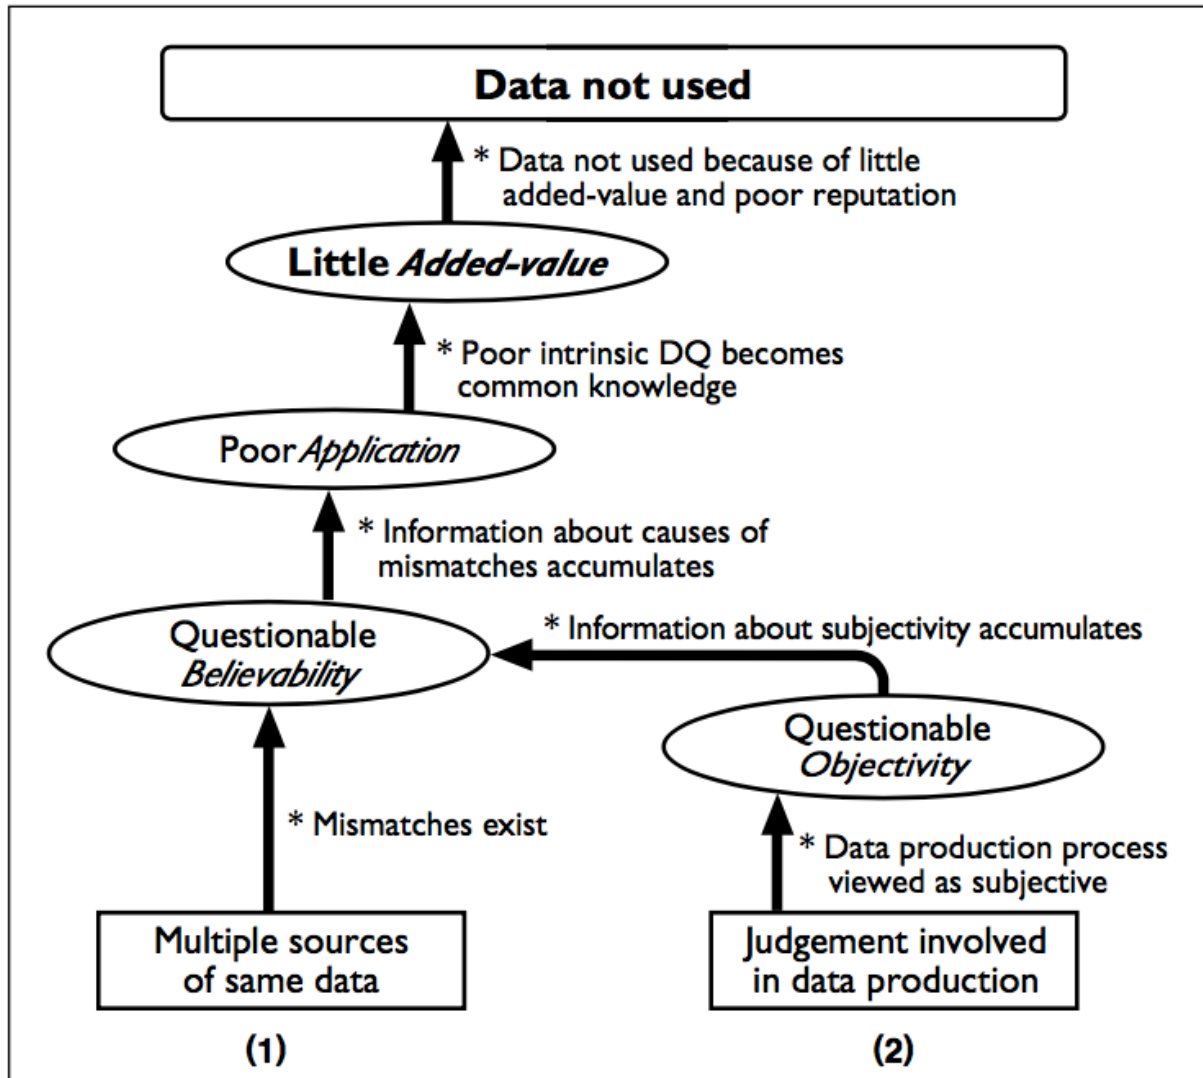 Data not used
* Data not used because of little
added-value and poor reputation
Little Added-value
* Poor intrinsic DQ becomes
common knowledge
Poor Application
* Information about causes of
mismatches accumulates
Questionable
Believability
* Information about subjectivity accumulates
Questionable
Objectivity
* Mismatches exist
* Data production process
viewed as subjective
Multiple sources
of same data
Judgement involved
in data production
(1)
(2)